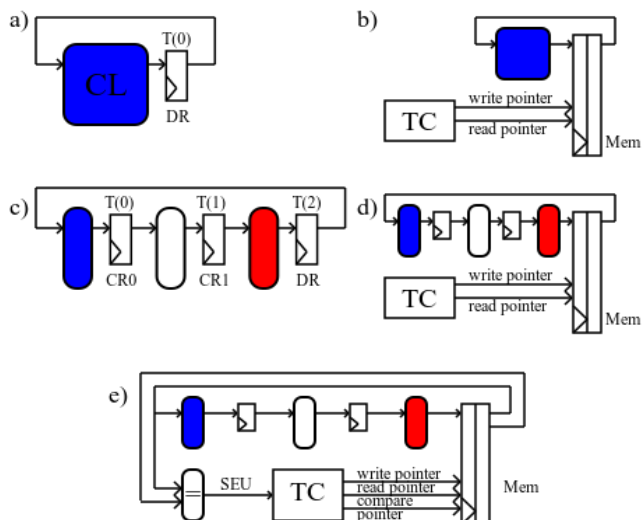 a)
T(0)
CL
DR
b)
write pointer
TC
read pointer
Mem
c)
T(0)
T(1)
T(2)
CR0
CR1
DR
d)
write pointer
TC
read pointer
Mem
e)
SEU
=
TC
write pointer
read pointer
compare
pointer
Mem